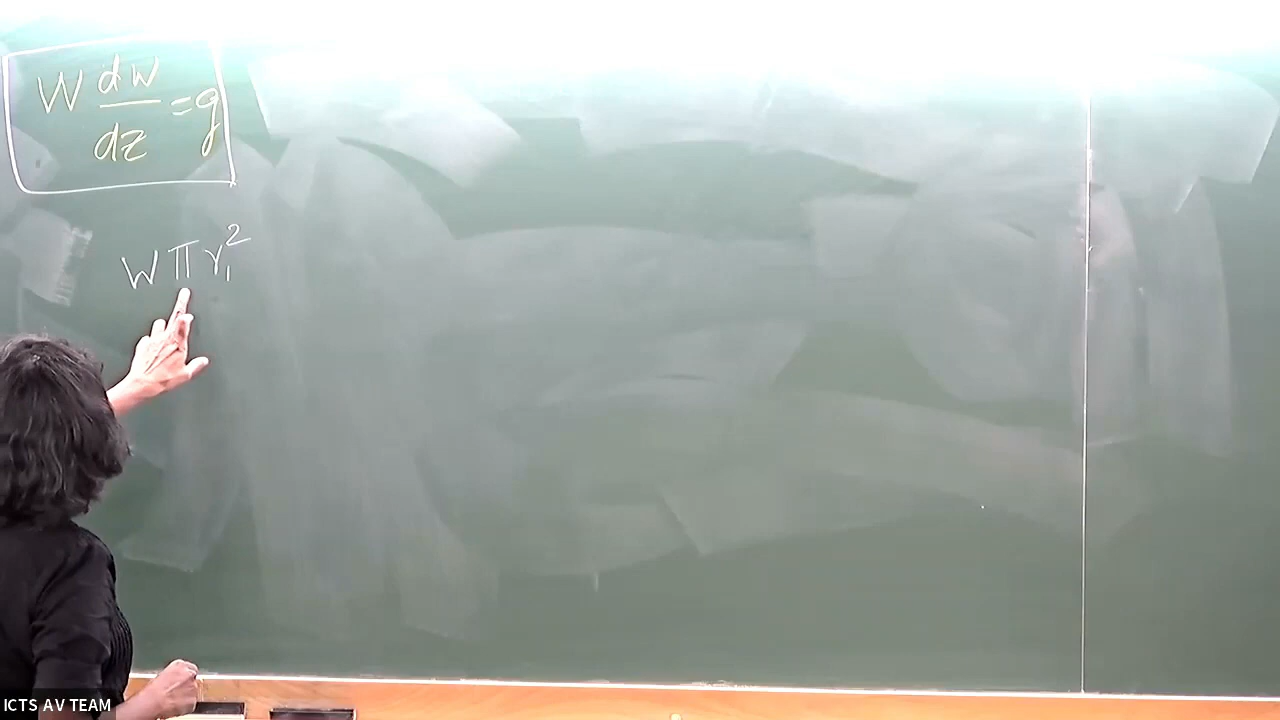 W dw/dz = g
W π r₁²
ICTS AV TEAM